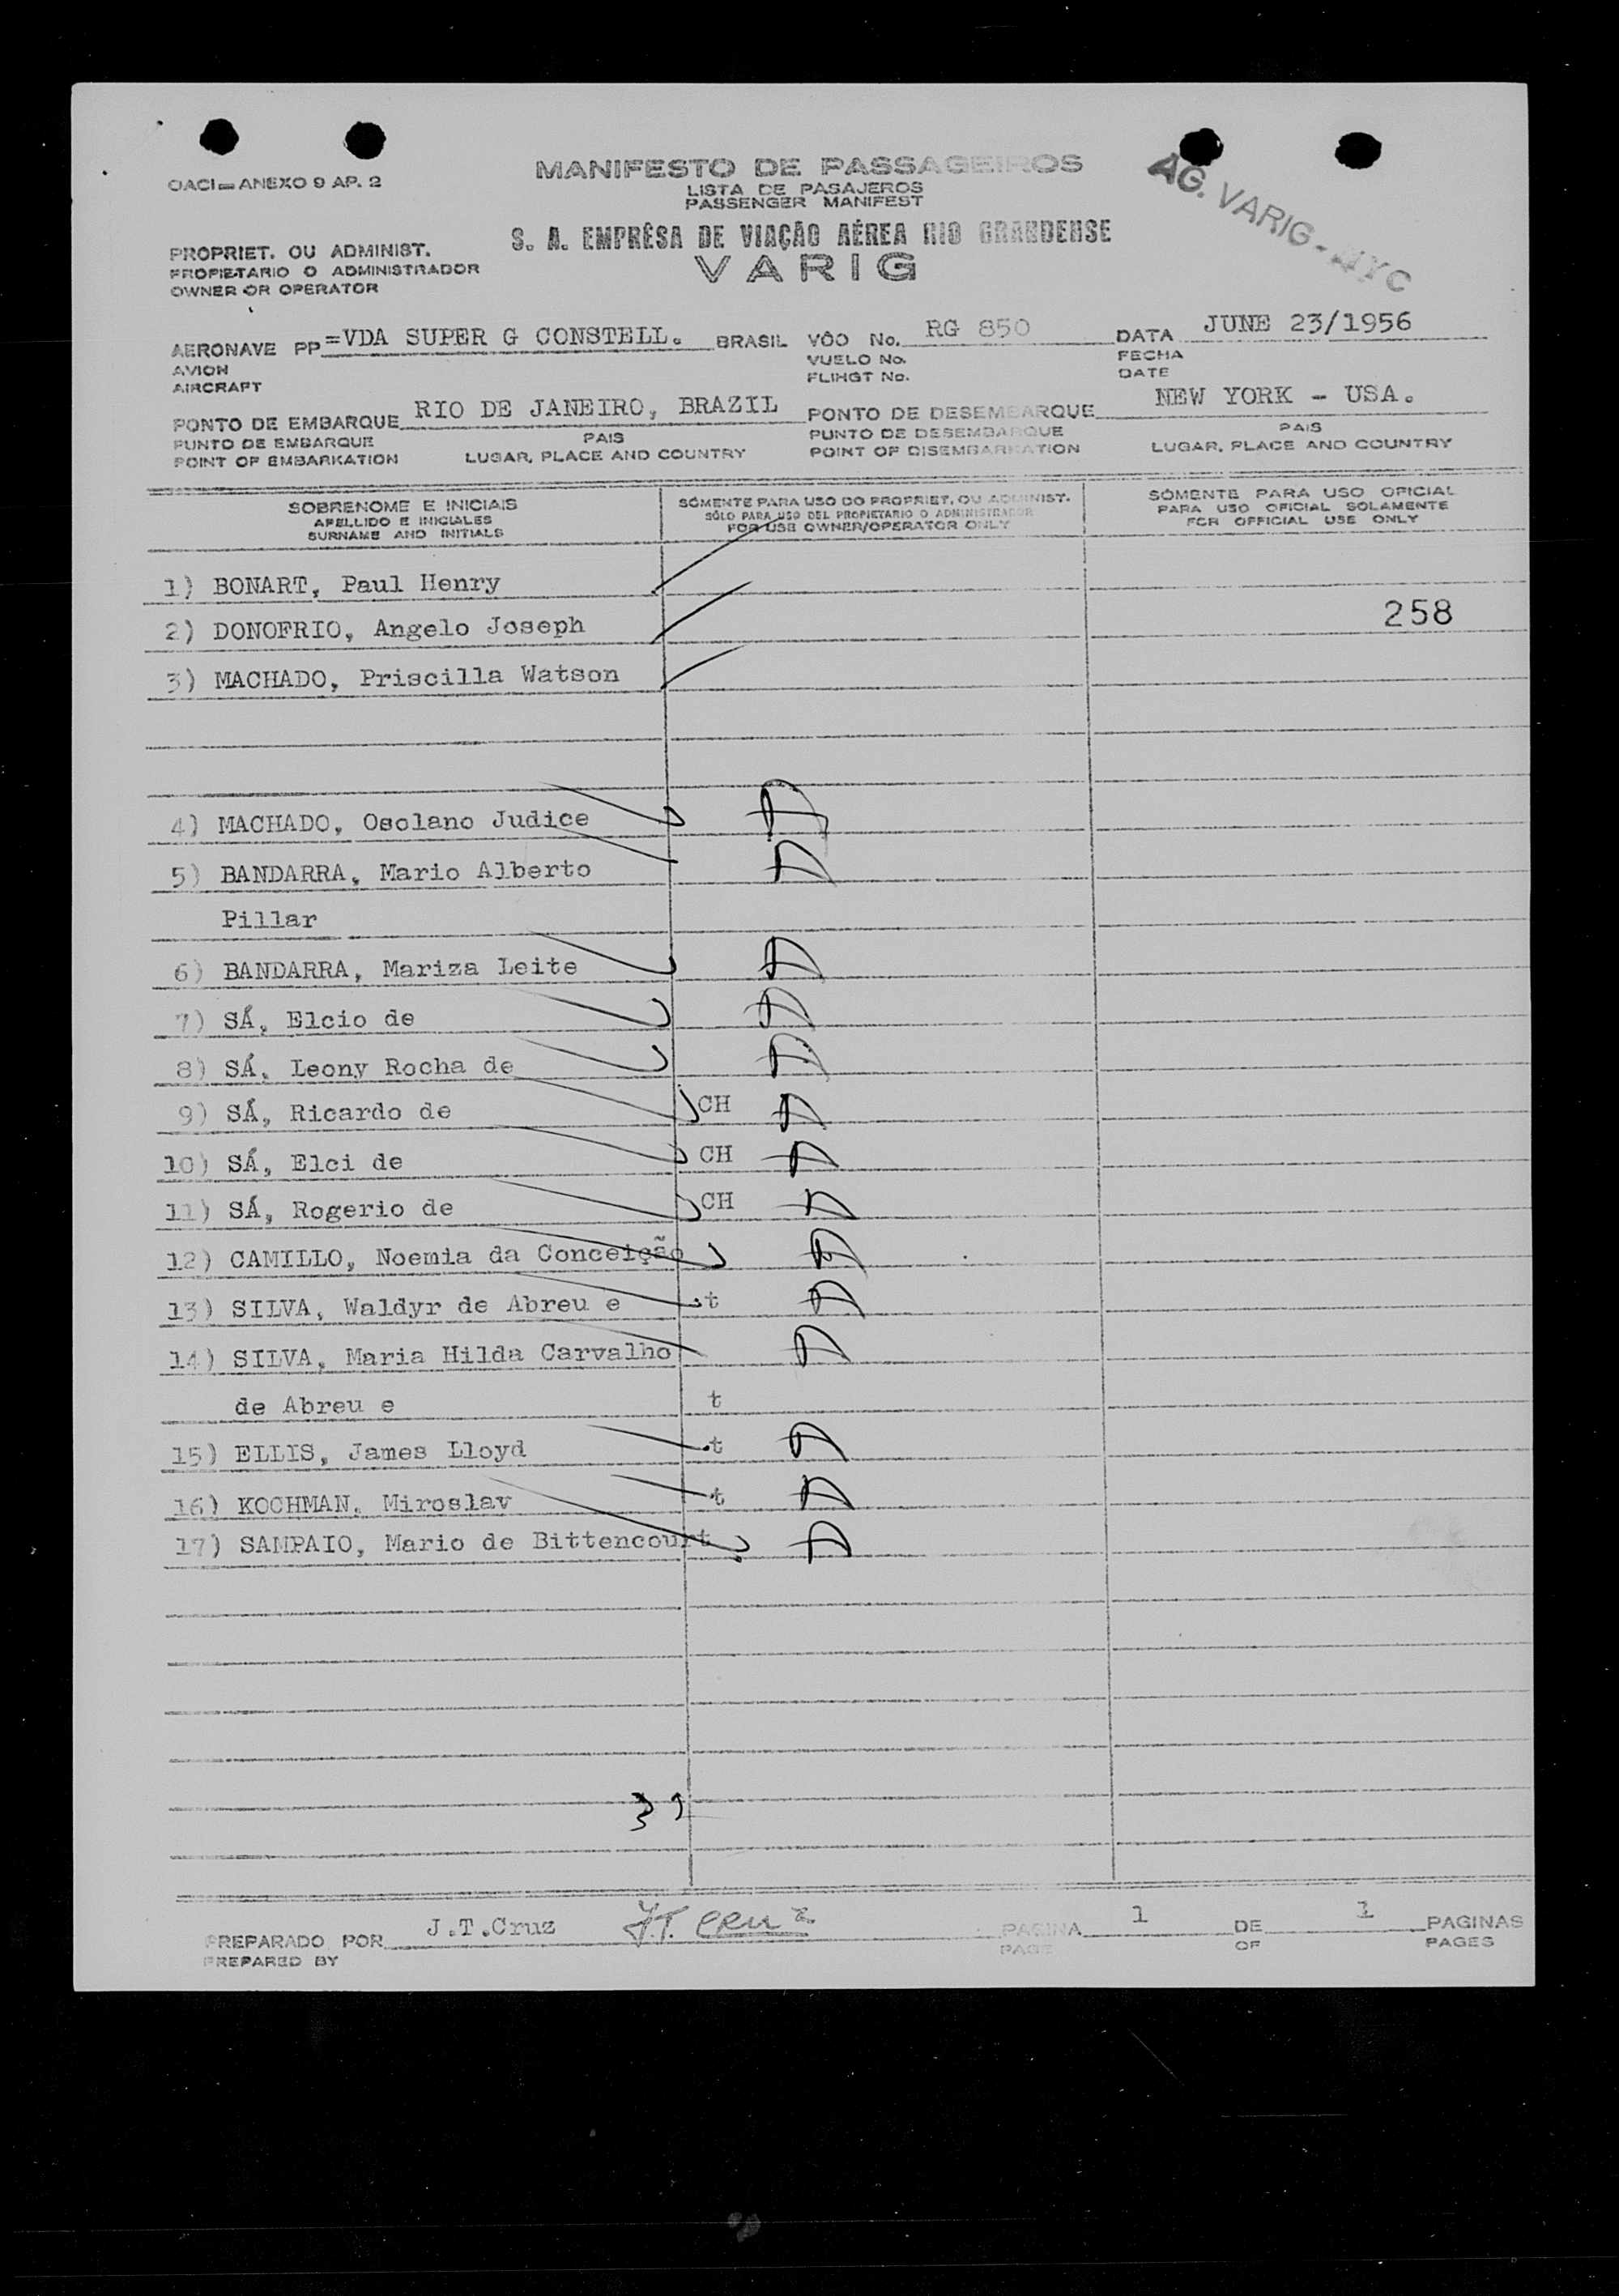 OACI — ANEXO 9 AP. 2
MANIFESTO DE PASSAGEIROS
LISTA DE PASAJEROS
PASSENGER MANIFEST
AG. VARIG - NYC
S. A. EMPRÊSA DE VIAÇÃO AÉREA RIO GRANDENSE
VARIG
PROPRIET. OU ADMINIST.
PROPIETARIO O ADMINISTRADOR
OWNER OR OPERATOR
AERONAVE PP =VDA SUPER G CONSTELL. BRASIL VÔO No. RG 850 DATA JUNE 23/1956
AVION VUELO No. FECHA
AIRCRAFT FLIHGT No. DATE
PONTO DE EMBARQUE RIO DE JANEIRO, BRAZIL PONTO DE DESEMBARQUE NEW YORK - USA.
PUNTO DE EMBARQUE PAIS PUNTO DE DESEMBARQUE PAIS
POINT OF EMBARKATION LUGAR, PLACE AND COUNTRY POINT OF DISEMBARKATION LUGAR, PLACE AND COUNTRY
SOBRENOME E INICIAIS SÓMENTE PARA USO DO PROPRIET. OU ADMINIST. SÓMENTE PARA USO OFICIAL
APELLIDO E INICIALES SÓLO PARA USO DEL PROPIETARIO O ADMINISTRADOR PARA USO OFICIAL SOLAMENTE
SURNAME AND INITIALS FOR USE OWNER/OPERATOR ONLY FOR OFFICIAL USE ONLY
1) BONART, Paul Henry
2) DONOFRIO, Angelo Joseph 258
3) MACHADO, Priscilla Watson
4) MACHADO, Osolano Judice A
5) BANDARRA, Mario Alberto A
Pillar
6) BANDARRA, Mariza Leite A
7) SÁ, Elcio de A
8) SÁ, Leony Rocha de A
9) SÁ, Ricardo de CH A
10) SÁ, Elci de CH A
11) SÁ, Rogerio de CH A
12) CAMILLO, Noemia da Conceição A
13) SILVA, Waldyr de Abreu e t A
14) SILVA, Maria Hilda Carvalho A
de Abreu e t
15) ELLIS, James Lloyd t A
16) KOCHMAN, Miroslav t A
17) SAMPAIO, Mario de Bittencourt A
PREPARADO POR J.T.Cruz J.T. Cruz PAGINA 1 DE 1 PAGINAS
PREPARED BY PAGE OF PAGES